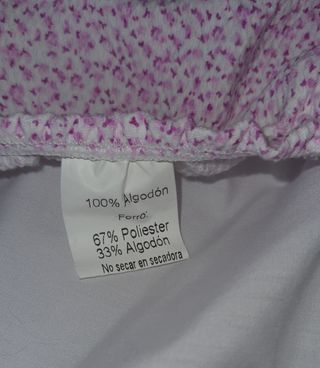 100% Algodón
Forro:
67% Poliester
33% Algodón
No secar en secadora